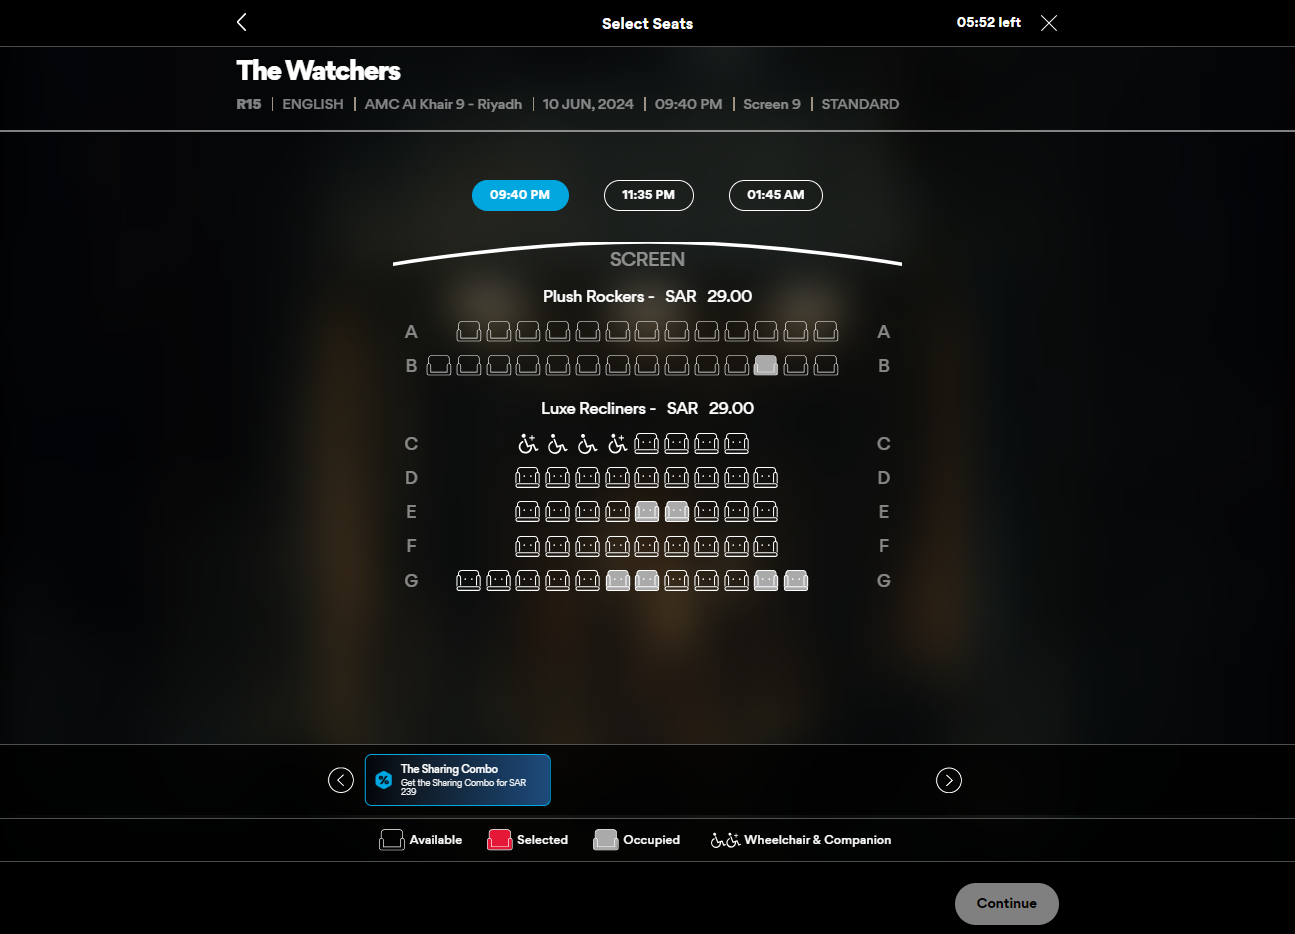 Select Seats
05:52 left
The Watchers
R15 | ENGLISH | AMC Al Khair 9 - Riyadh | 10 JUN, 2024 | 09:40 PM | Screen 9 | STANDARD
09:40 PM 11:35 PM 01:45 AM
SCREEN
Plush Rockers - SAR 29.00
A A
B B
Luxe Recliners - SAR 29.00
C C
D D
E E
F F
G G
The Sharing Combo
Get the Sharing Combo for SAR
239
Available Selected Occupied Wheelchair & Companion
Continue